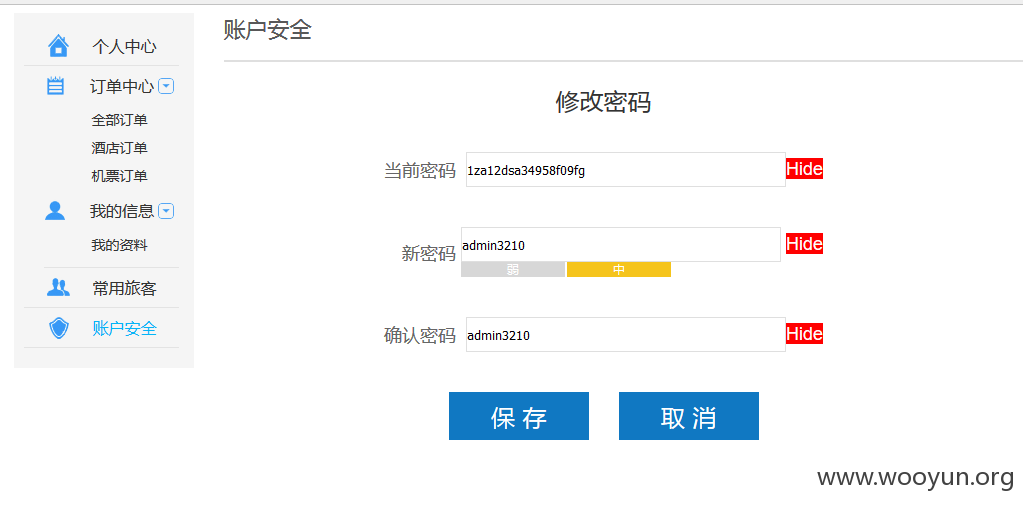 账户安全
个人中心
订单中心
全部订单
酒店订单
机票订单
我的信息
我的资料
常用旅客
账户安全
修改密码
当前密码 1za12dsa34958f09fg Hide
新密码 admin3210 Hide
弱 中
确认密码 admin3210 Hide
保 存 取 消
www.wooyun.org